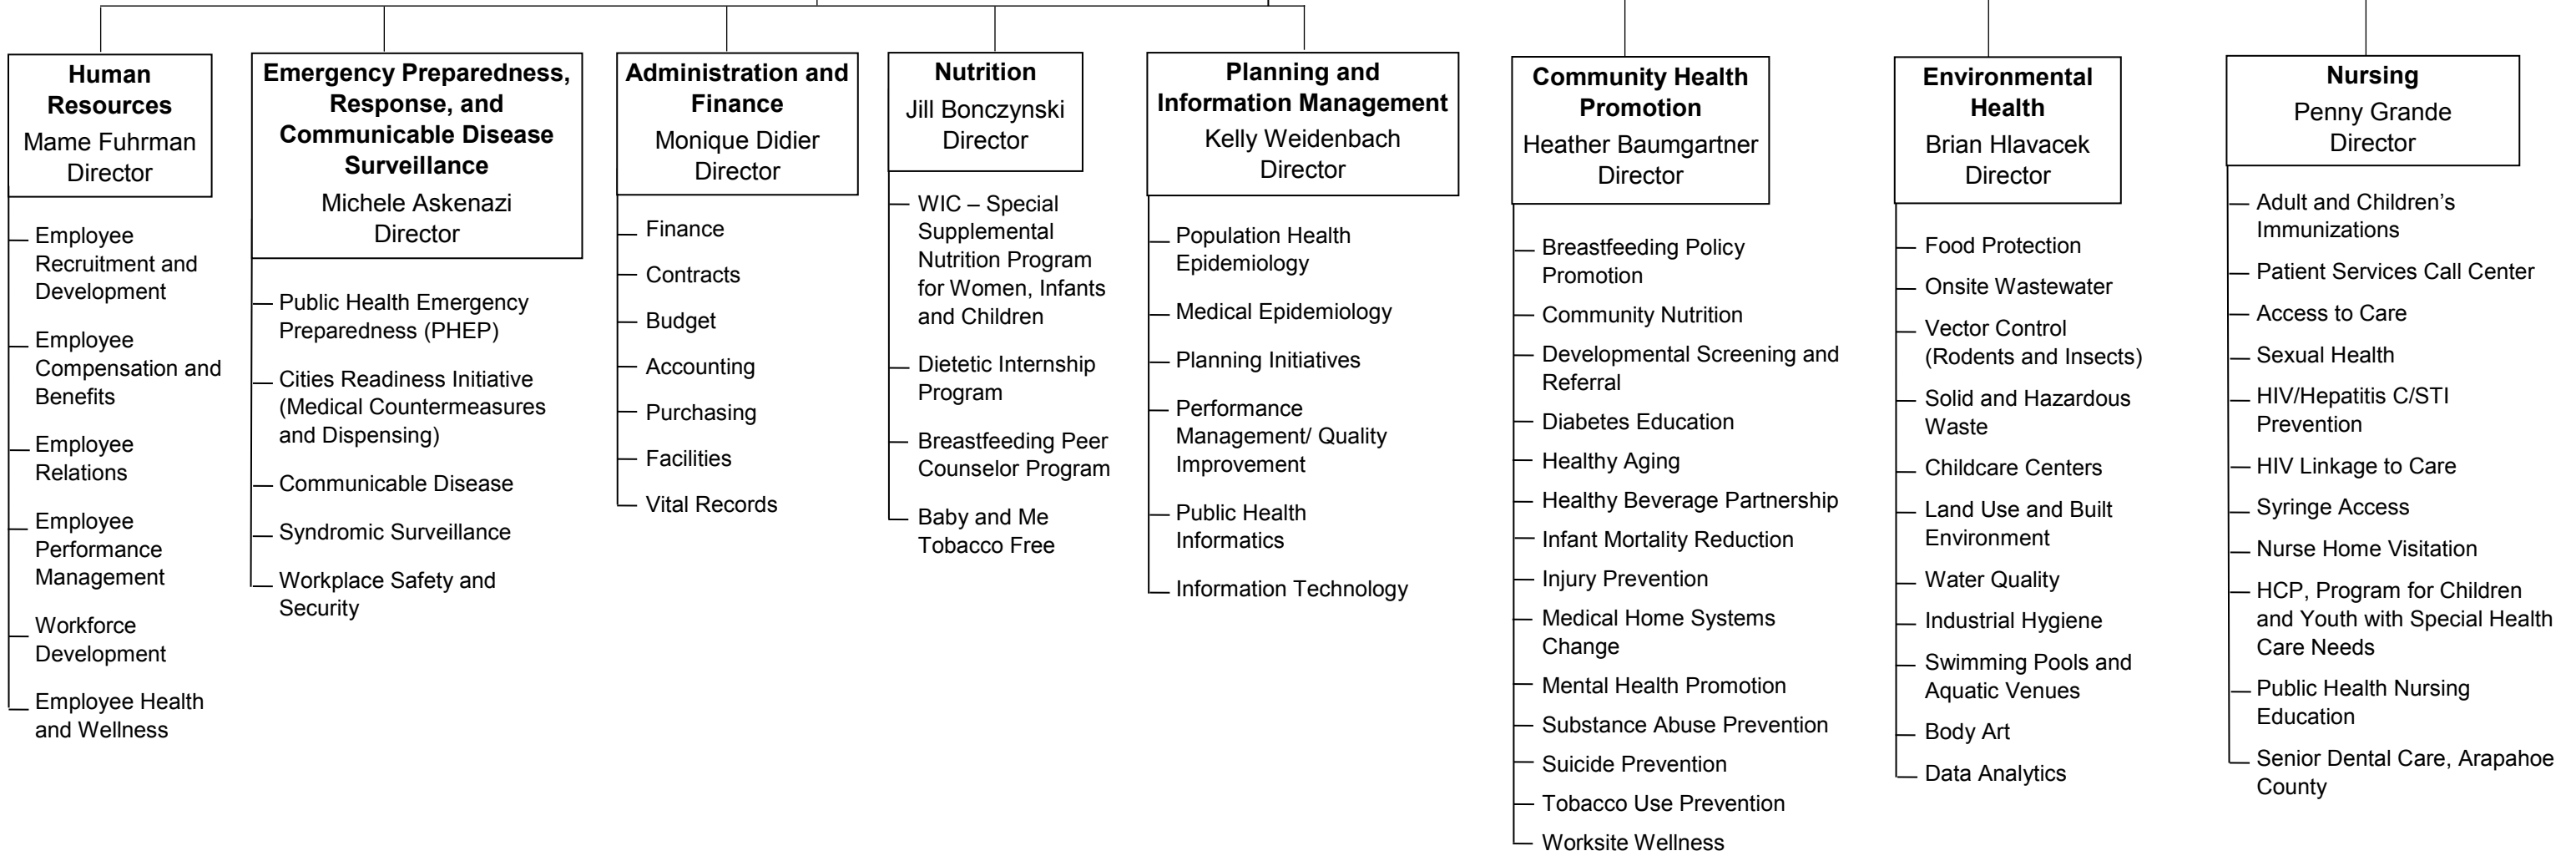 Human
Resources
Mame Fuhrman
Director
Employee
Recruitment and
Development
Employee
Compensation and
Benefits
Employee
Relations
Employee
Performance
Management
Workforce
Development
Employee Health
and Wellness
Emergency Preparedness,
Response, and
Communicable Disease
Surveillance
Michele Askenazi
Director
Public Health Emergency
Preparedness (PHEP)
Cities Readiness Initiative
(Medical Countermeasures
and Dispensing)
Communicable Disease
Syndromic Surveillance
Workplace Safety and
Security
Administration and
Finance
Monique Didier
Director
Finance
Contracts
Budget
Accounting
Purchasing
Facilities
Vital Records
Nutrition
Jill Bonczynski
Director
WIC – Special
Supplemental
Nutrition Program
for Women, Infants
and Children
Dietetic Internship
Program
Breastfeeding Peer
Counselor Program
Baby and Me
Tobacco Free
Planning and
Information Management
Kelly Weidenbach
Director
Population Health
Epidemiology
Medical Epidemiology
Planning Initiatives
Performance
Management/ Quality
Improvement
Public Health
Informatics
Information Technology
Community Health
Promotion
Heather Baumgartner
Director
Breastfeeding Policy
Promotion
Community Nutrition
Developmental Screening and
Referral
Diabetes Education
Healthy Aging
Healthy Beverage Partnership
Infant Mortality Reduction
Injury Prevention
Medical Home Systems
Change
Mental Health Promotion
Substance Abuse Prevention
Suicide Prevention
Tobacco Use Prevention
Worksite Wellness
Environmental
Health
Brian Hlavacek
Director
Food Protection
Onsite Wastewater
Vector Control
(Rodents and Insects)
Solid and Hazardous
Waste
Childcare Centers
Land Use and Built
Environment
Water Quality
Industrial Hygiene
Swimming Pools and
Aquatic Venues
Body Art
Data Analytics
Nursing
Penny Grande
Director
Adult and Children’s
Immunizations
Patient Services Call Center
Access to Care
Sexual Health
HIV/Hepatitis C/STI
Prevention
HIV Linkage to Care
Syringe Access
Nurse Home Visitation
HCP, Program for Children
and Youth with Special Health
Care Needs
Public Health Nursing
Education
Senior Dental Care, Arapahoe
County